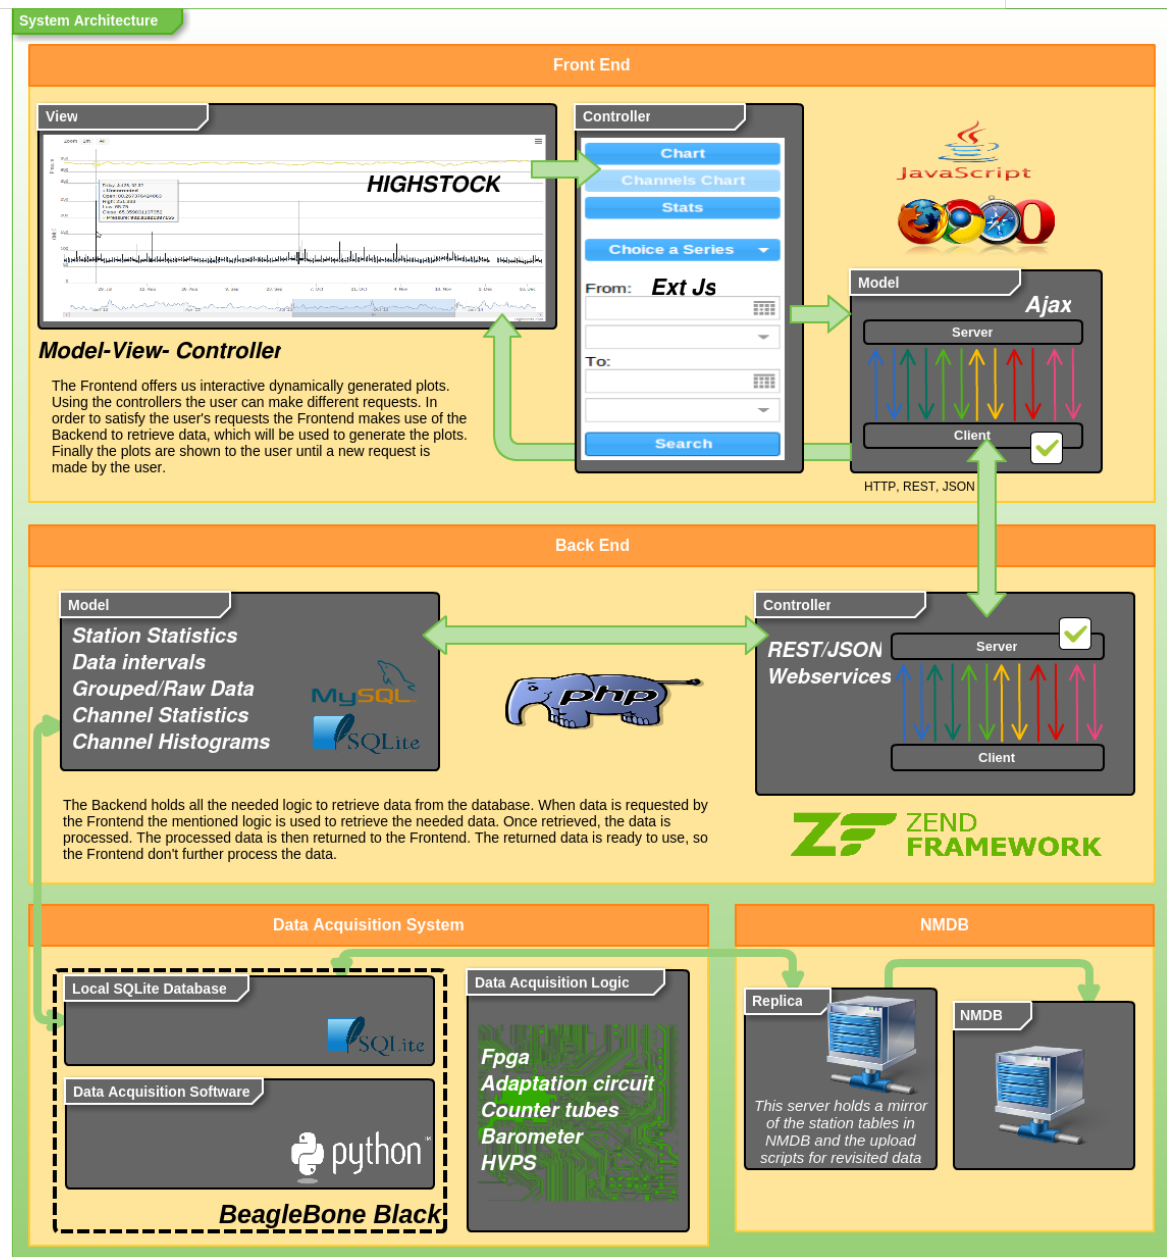 System Architecture
Front End
View
Zoom
HIGHSTOCK
Controller
Chart
Channels Chart
Stats
Choice a Series
From:
Ext Js
To:
Search
JavaScript
Model
Ajax
Server
Client
HTTP, REST, JSON
Model-View- Controller
The Frontend offers us interactive dynamically generated plots.
Using the controllers the user can make different requests. In
order to satisfy the user's requests the Frontend makes use of the
Backend to retrieve data, which will be used to generate the plots.
Finally the plots are shown to the user until a new request is
made by the user.
Back End
Model
Station Statistics
Data intervals
Grouped/Raw Data
Channel Statistics
Channel Histograms
MySQL
SQLite
php
Controller
REST/JSON
Webservices
Server
Client
The Backend holds all the needed logic to retrieve data from the database. When data is requested by
the Frontend the mentioned logic is used to retrieve the needed data. Once retrieved, the data is
processed. The processed data is then returned to the Frontend. The returned data is ready to use, so
the Frontend don't further process the data.
ZF ZEND
FRAMEWORK
Data Acquisition System
Local SQLite Database
SQLite
Data Acquisition Software
python
BeagleBone Black
Data Acquisition Logic
Fpga
Adaptation circuit
Counter tubes
Barometer
HVPS
NMDB
Replica
This server holds a mirror
of the station tables in
NMDB and the upload
scripts for revisited data
NMDB